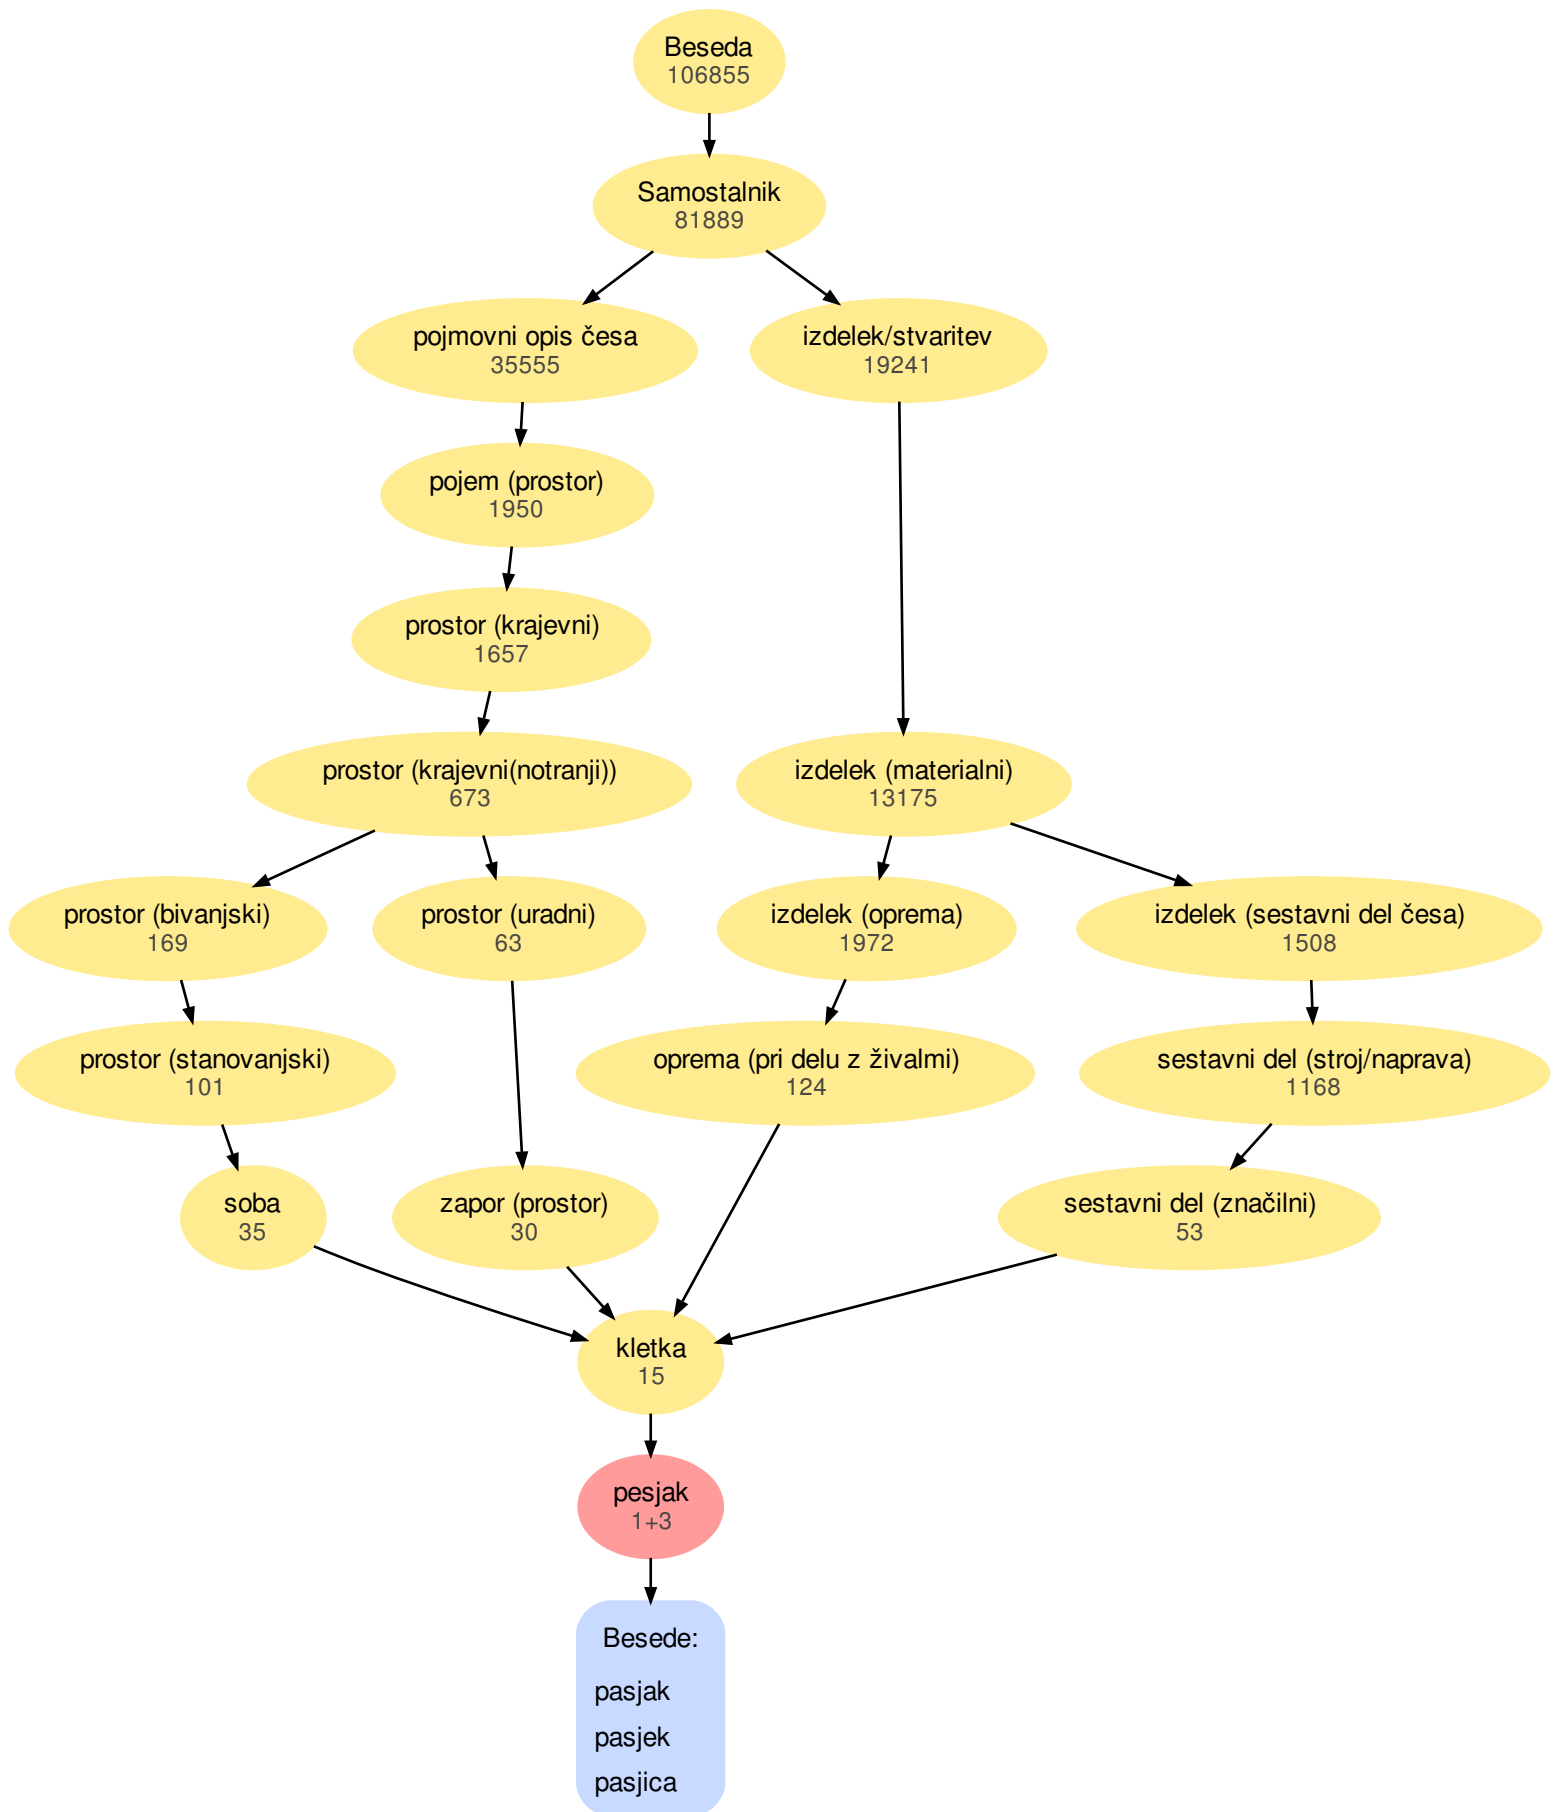 Beseda
106855
Samostalnik
81889
pojmovni opis česa
35555
izdelek/stvaritev
19241
pojem (prostor)
1950
prostor (krajevni)
1657
prostor (krajevni(notranji))
673
izdelek (materialni)
13175
prostor (bivanjski)
169
prostor (uradni)
63
izdelek (oprema)
1972
izdelek (sestavni del česa)
1508
prostor (stanovanjski)
101
oprema (pri delu z živalmi)
124
sestavni del (stroj/naprava)
1168
soba
35
zapor (prostor)
30
sestavni del (značilni)
53
kletka
15
pesjak
1+3
Besede:
pasjak
pasjek
pasjica